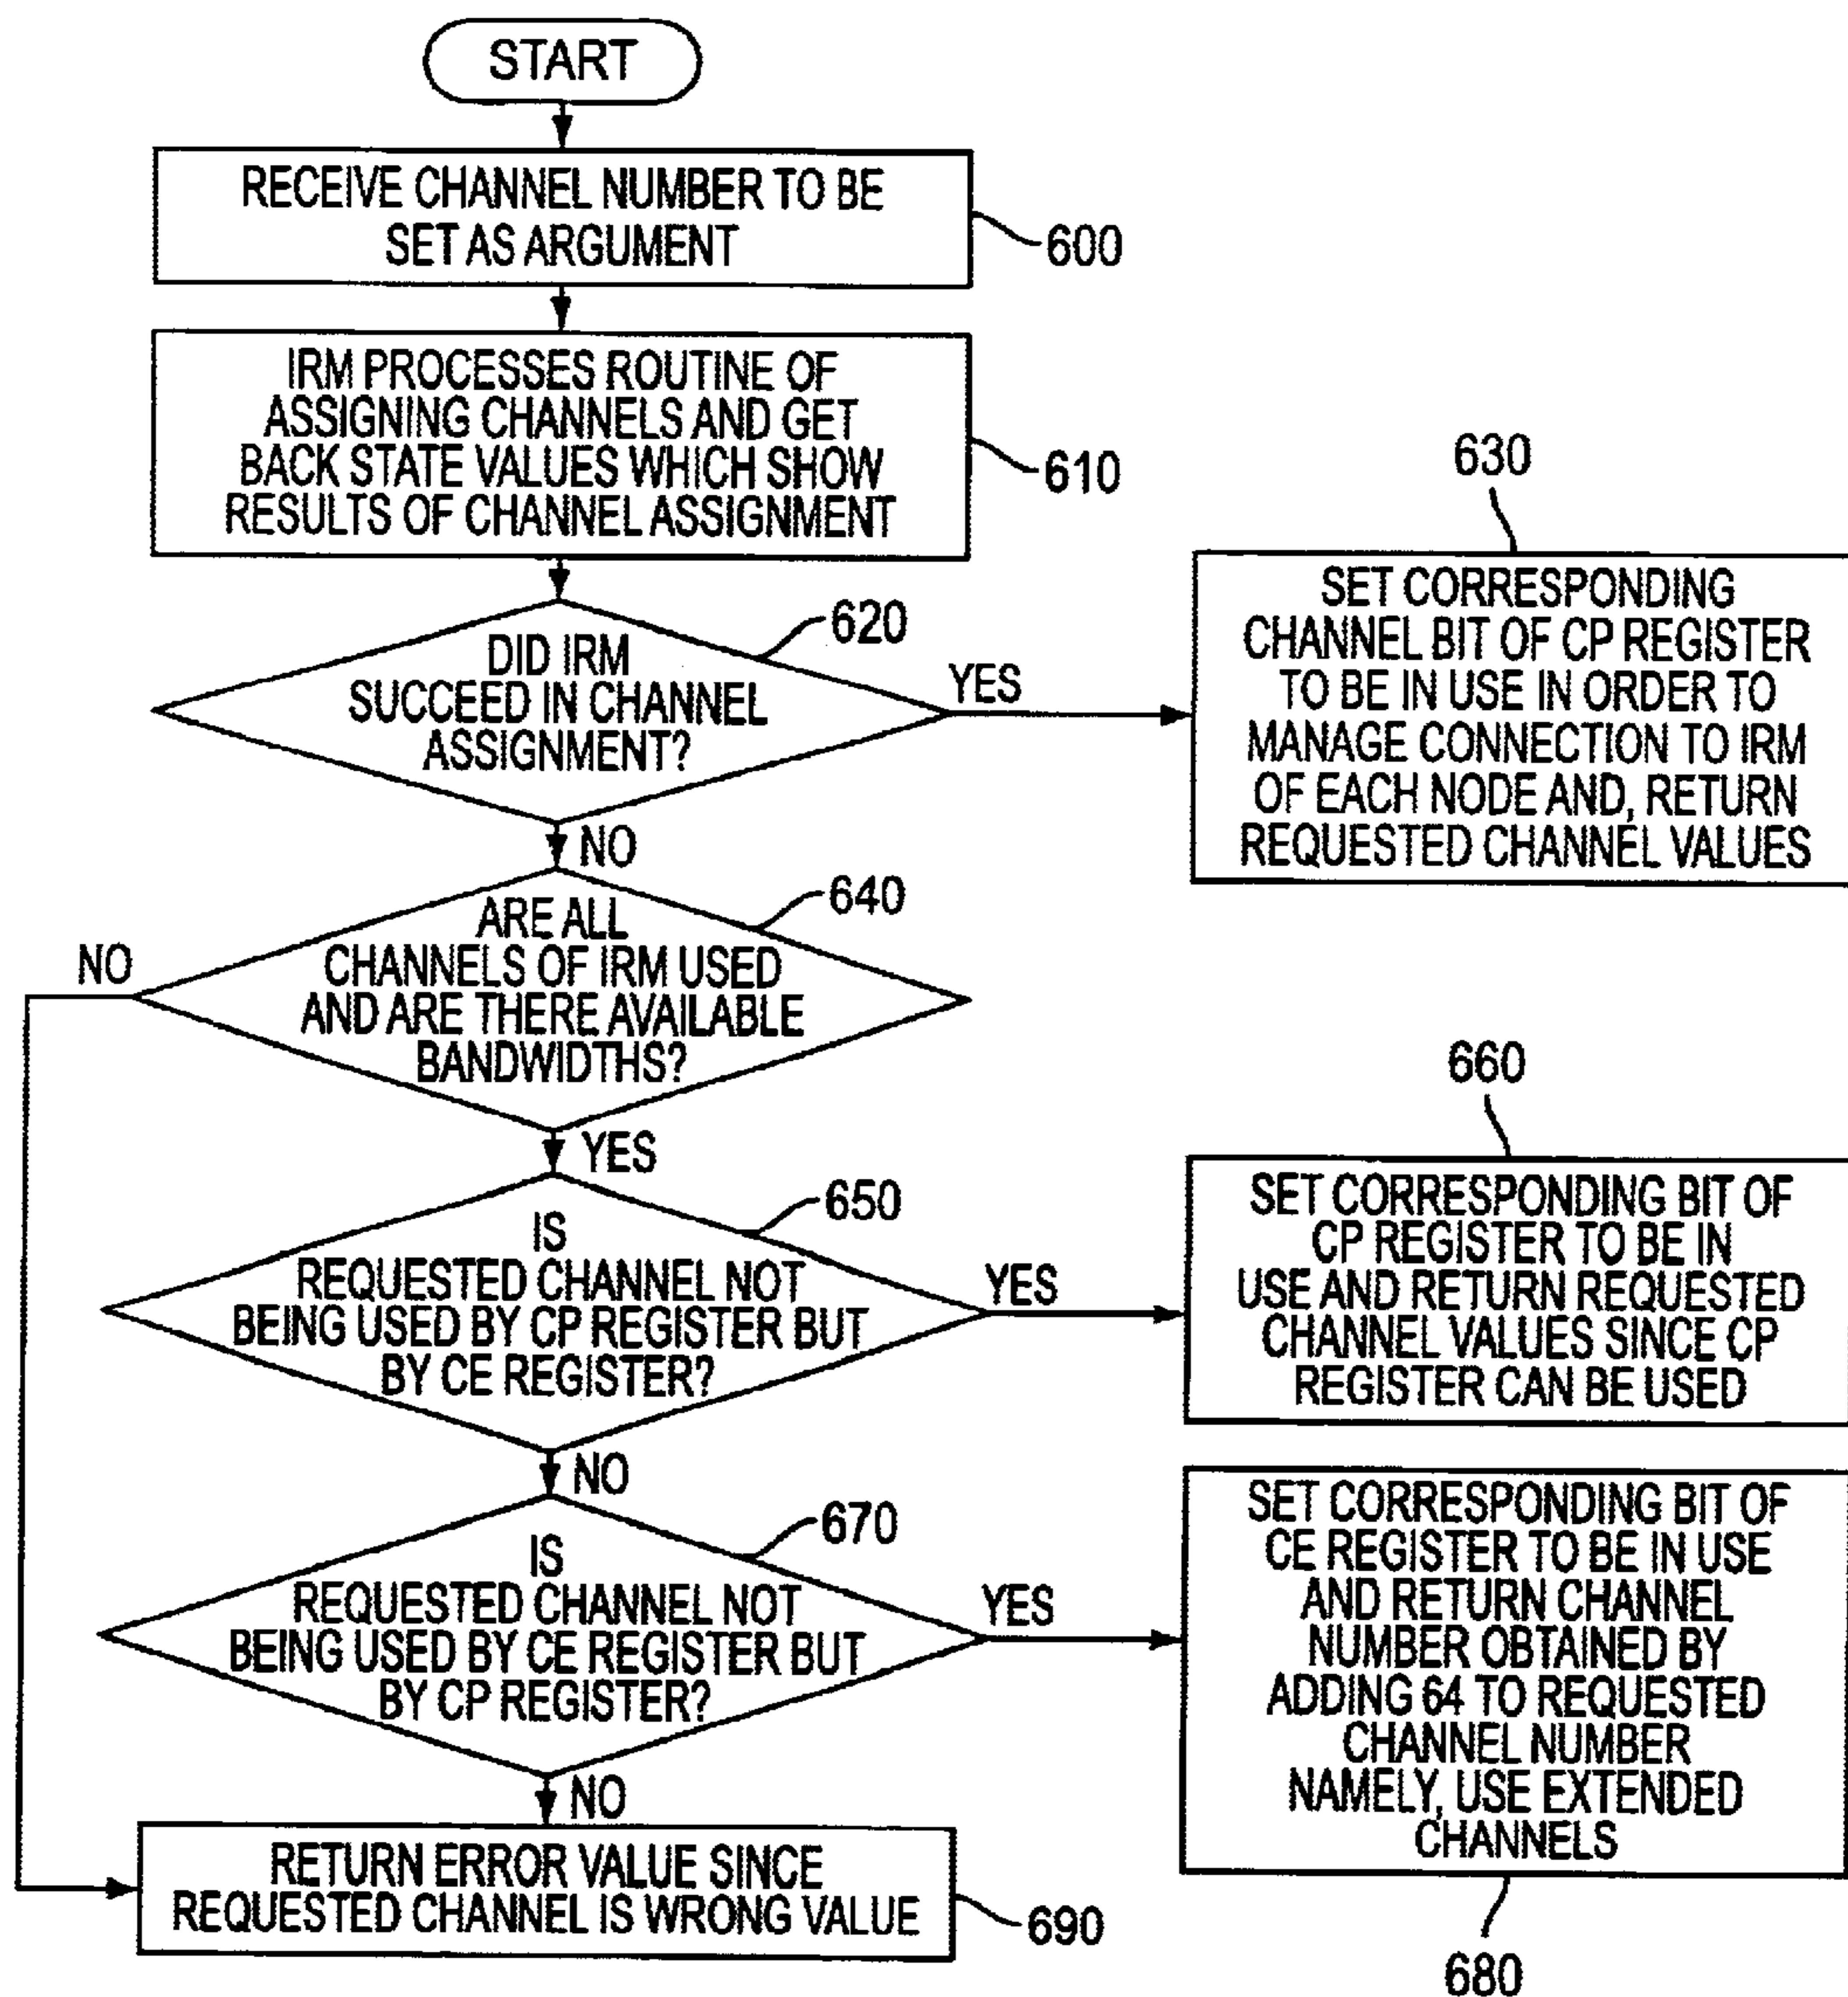 START
RECEIVE CHANNEL NUMBER TO BE
SET AS ARGUMENT
600
IRM PROCESSES ROUTINE OF
ASSIGNING CHANNELS AND GET
BACK STATE VALUES WHICH SHOW
RESULTS OF CHANNEL ASSIGNMENT
610
DID IRM
SUCCEED IN CHANNEL
ASSIGNMENT?
620
YES
630
SET CORRESPONDING
CHANNEL BIT OF CP REGISTER
TO BE IN USE IN ORDER TO
MANAGE CONNECTION TO IRM
OF EACH NODE AND, RETURN
REQUESTED CHANNEL VALUES
NO
ARE ALL
CHANNELS OF IRM USED
AND ARE THERE AVAILABLE
BANDWIDTHS?
640
NO
YES
IS
REQUESTED CHANNEL NOT
BEING USED BY CP REGISTER BUT
BY CE REGISTER?
650
YES
660
SET CORRESPONDING BIT OF
CP REGISTER TO BE IN
USE AND RETURN REQUESTED
CHANNEL VALUES SINCE CP
REGISTER CAN BE USED
NO
IS
REQUESTED CHANNEL NOT
BEING USED BY CE REGISTER BUT
BY CP REGISTER?
670
YES
SET CORRESPONDING BIT OF
CE REGISTER TO BE IN USE
AND RETURN CHANNEL
NUMBER OBTAINED BY
ADDING 64 TO REQUESTED
CHANNEL NUMBER
NAMELY, USE EXTENDED
CHANNELS
680
NO
RETURN ERROR VALUE SINCE
REQUESTED CHANNEL IS WRONG VALUE
690